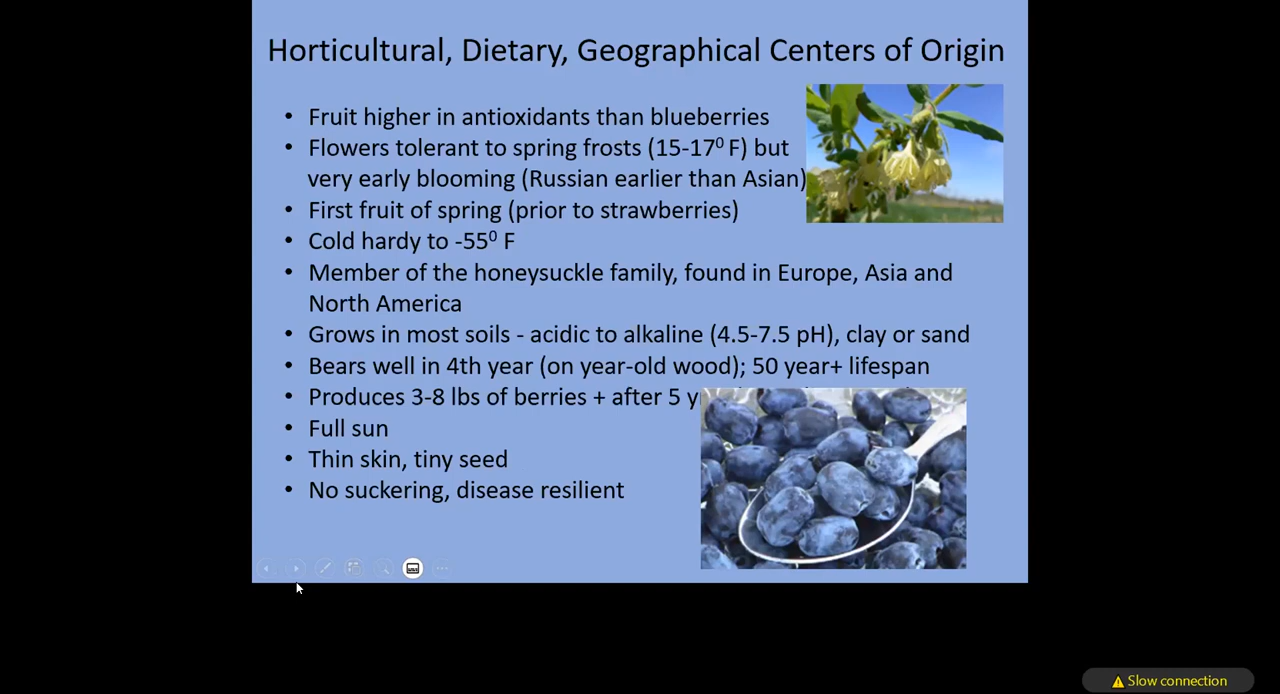 Horticultural, Dietary, Geographical Centers of Origin
• Fruit higher in antioxidants than blueberries
• Flowers tolerant to spring frosts (15-17⁰ F) but
very early blooming (Russian earlier than Asian)
• First fruit of spring (prior to strawberries)
• Cold hardy to -55⁰ F
• Member of the honeysuckle family, found in Europe, Asia and
North America
• Grows in most soils - acidic to alkaline (4.5-7.5 pH), clay or sand
• Bears well in 4th year (on year-old wood); 50 year+ lifespan
• Produces 3-8 lbs of berries + after 5
• Full sun
• Thin skin, tiny seed
• No suckering, disease resilient
Slow connection